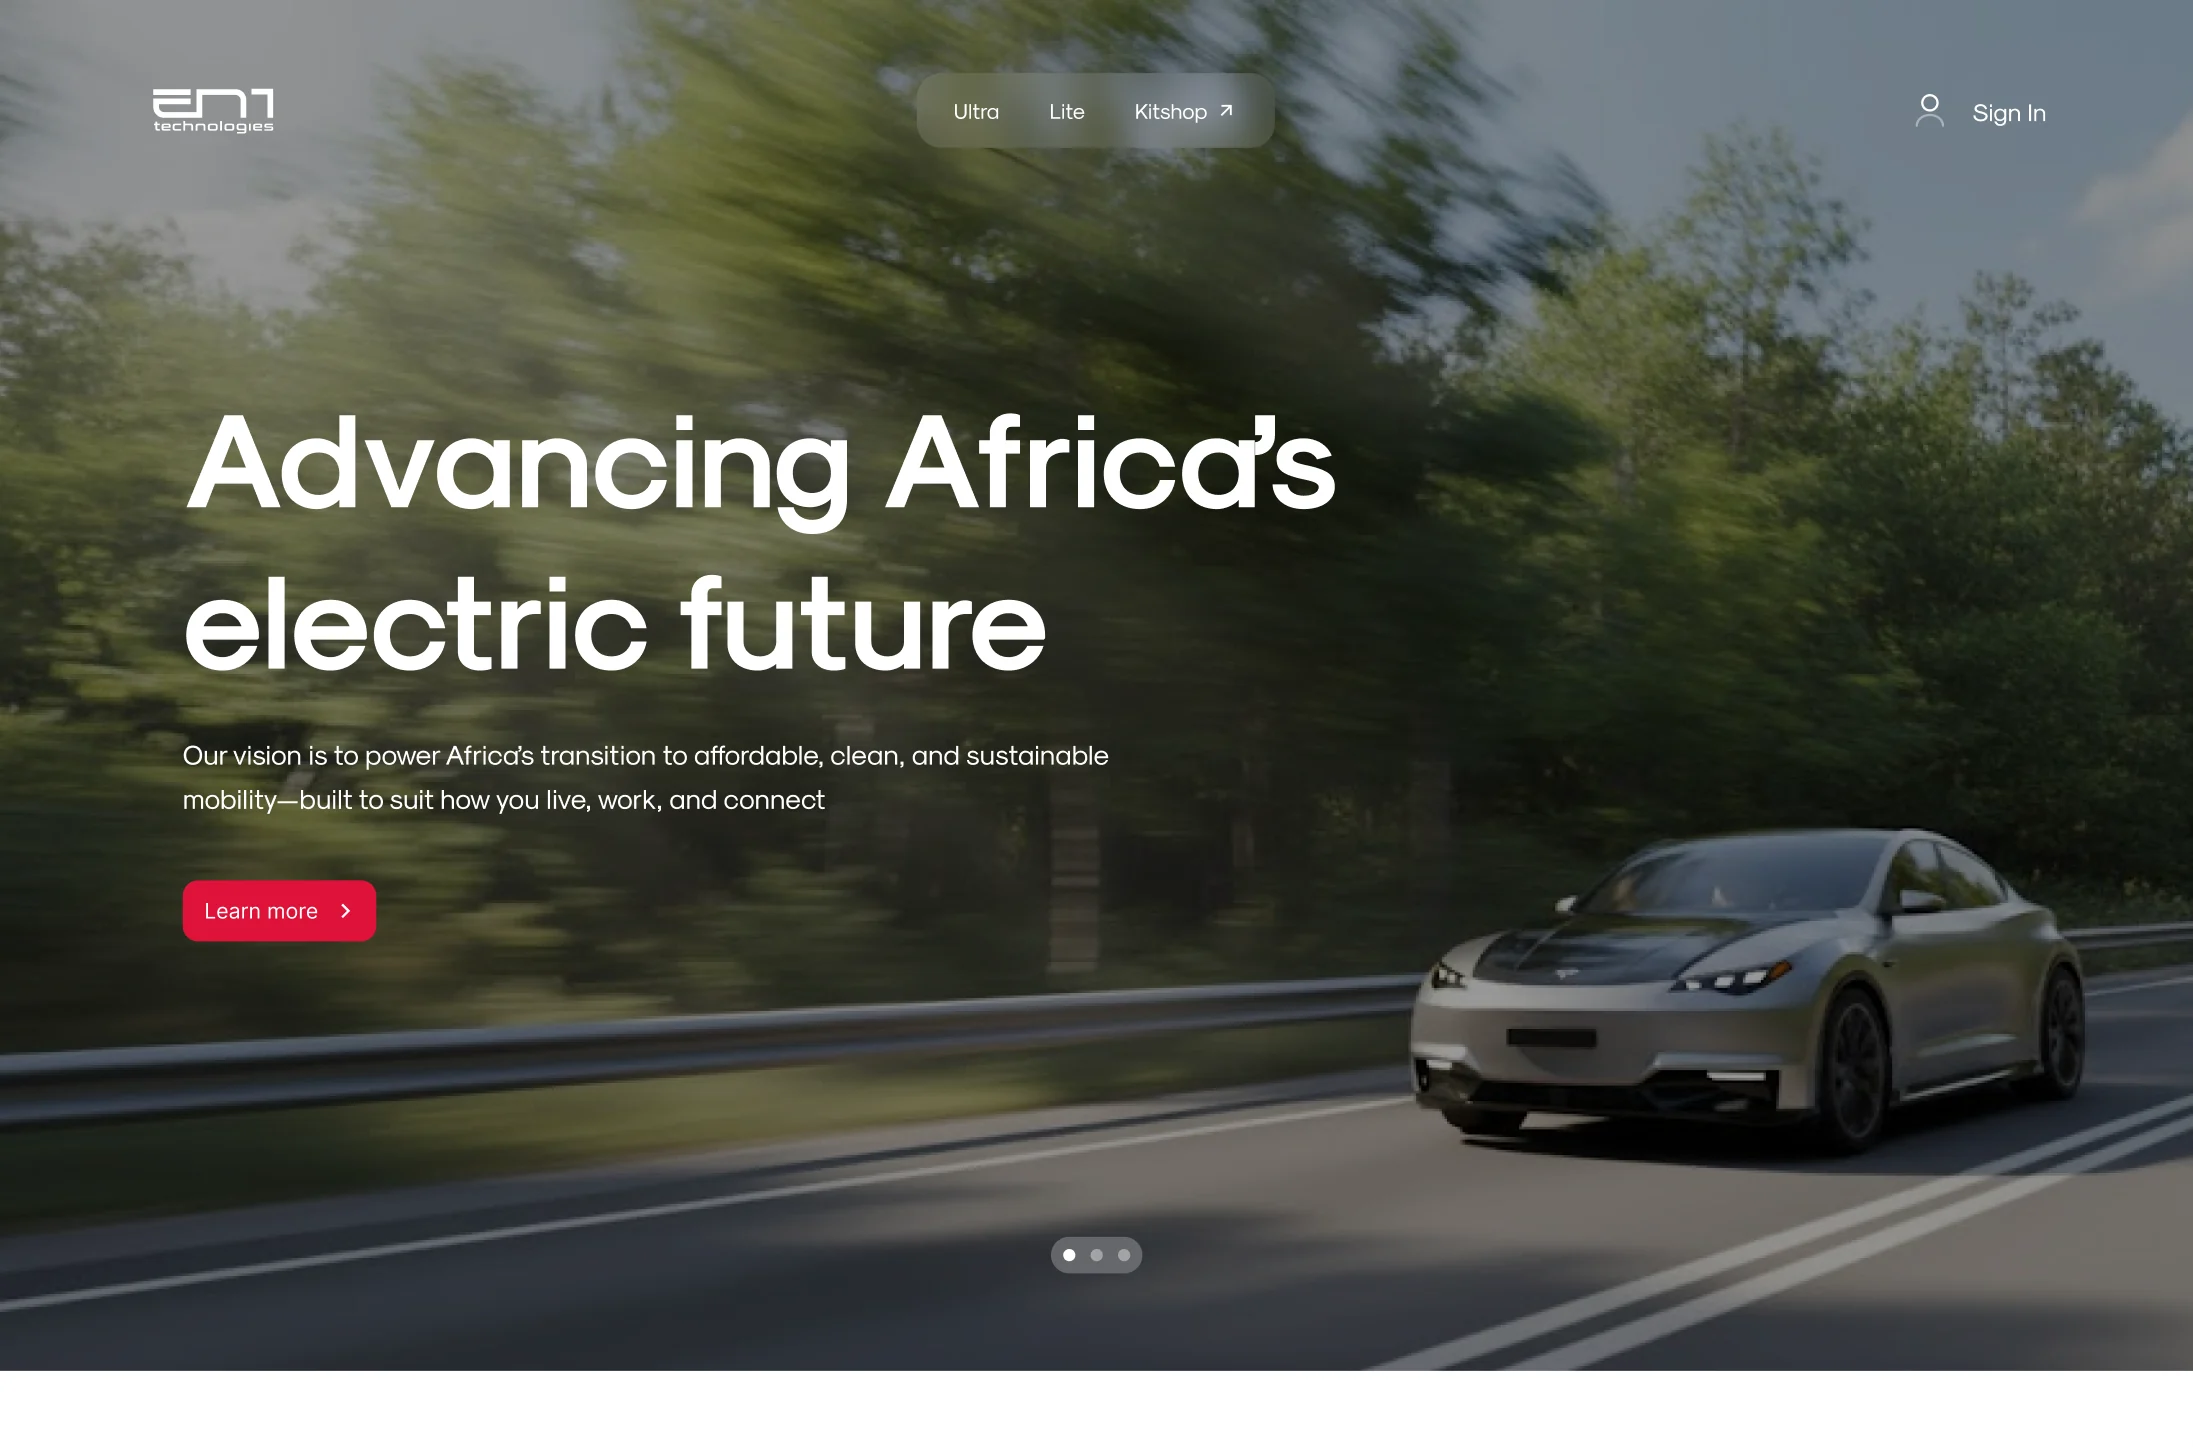 technologies
Ultra Lite Kitshop
Sign In
Advancing Africa’s
electric future
Our vision is to power Africa’s transition to affordable, clean, and sustainable
mobility—built to suit how you live, work, and connect
Learn more